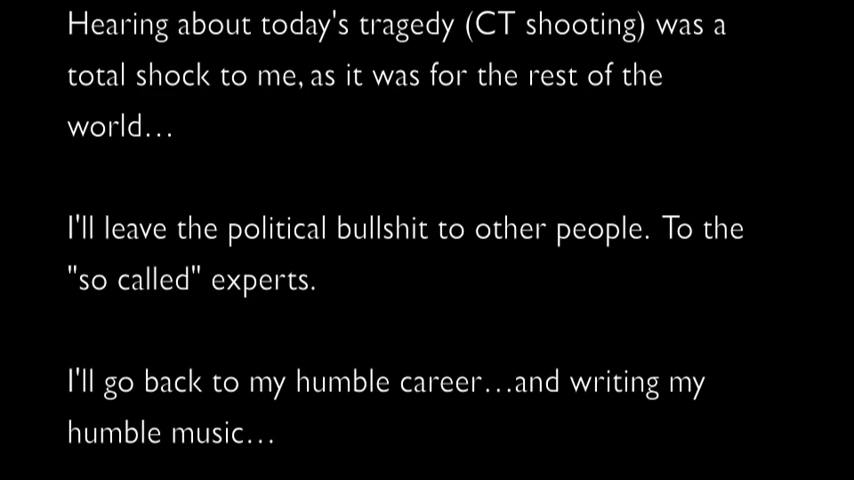 Hearing about today's tragedy (CT shooting) was a
total shock to me, as it was for the rest of the
world...
I'll leave the political bullshit to other people. To the
"so called" experts.
I'll go back to my humble career...and writing my
humble music...